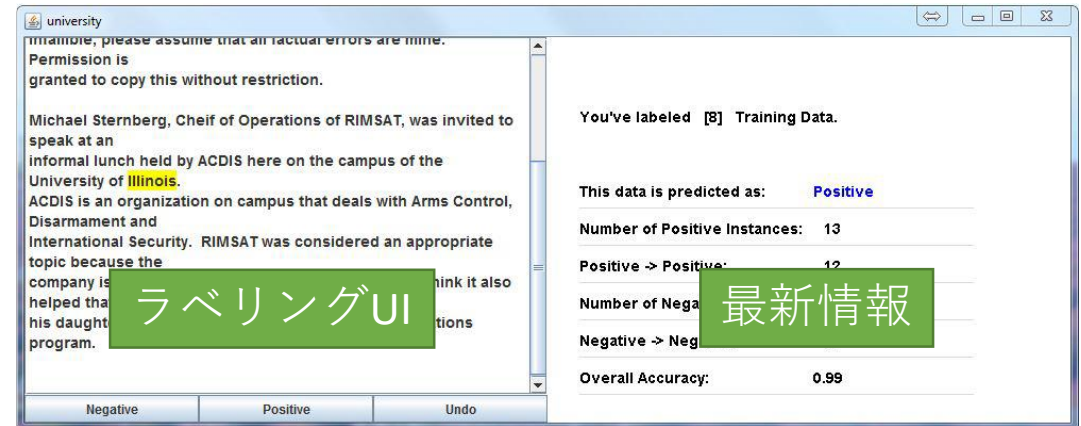 university
infallible, please assume that all factual errors are mine.
Permission is
granted to copy this without restriction.
Michael Sternberg, Cheif of Operations of RIMSAT, was invited to
speak at an
informal lunch held by ACDIS here on the campus of the
University of Illinois.
ACDIS is an organization on campus that deals with Arms Control,
Disarmament and
International Security. RIMSAT was considered an appropriate
topic because the
company is
hink it also
helped tha
his daught
tions
program.
ラベリングUI
Negative
Positive
Undo
You've labeled [8] Training Data.
This data is predicted as: Positive
Number of Positive Instances: 13
Positive -> Positive: 12
Number of Nega
Negative -> Neg
最新情報
Overall Accuracy: 0.99